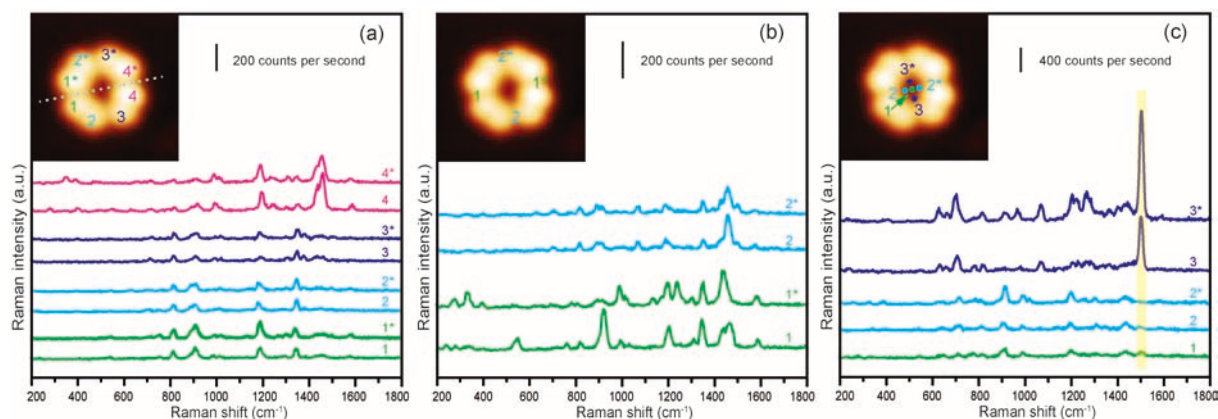 (a)
200 counts per second
3*
2*
4*
1*
1
4
2
3
4*
4
3*
3
2*
2
1*
1
Raman intensity (a.u.)
200 400 600 800 1000 1200 1400 1600 1800
Raman shift (cm⁻¹)
(b)
200 counts per second
2*
1
1*
2
2*
2
1*
1
Raman intensity (a.u.)
200 400 600 800 1000 1200 1400 1600 1800
Raman shift (cm⁻¹)
(c)
400 counts per second
3*
2
2*
1
3
3*
3
2*
2
1
Raman intensity (a.u.)
200 400 600 800 1000 1200 1400 1600 1800
Raman shift (cm⁻¹)